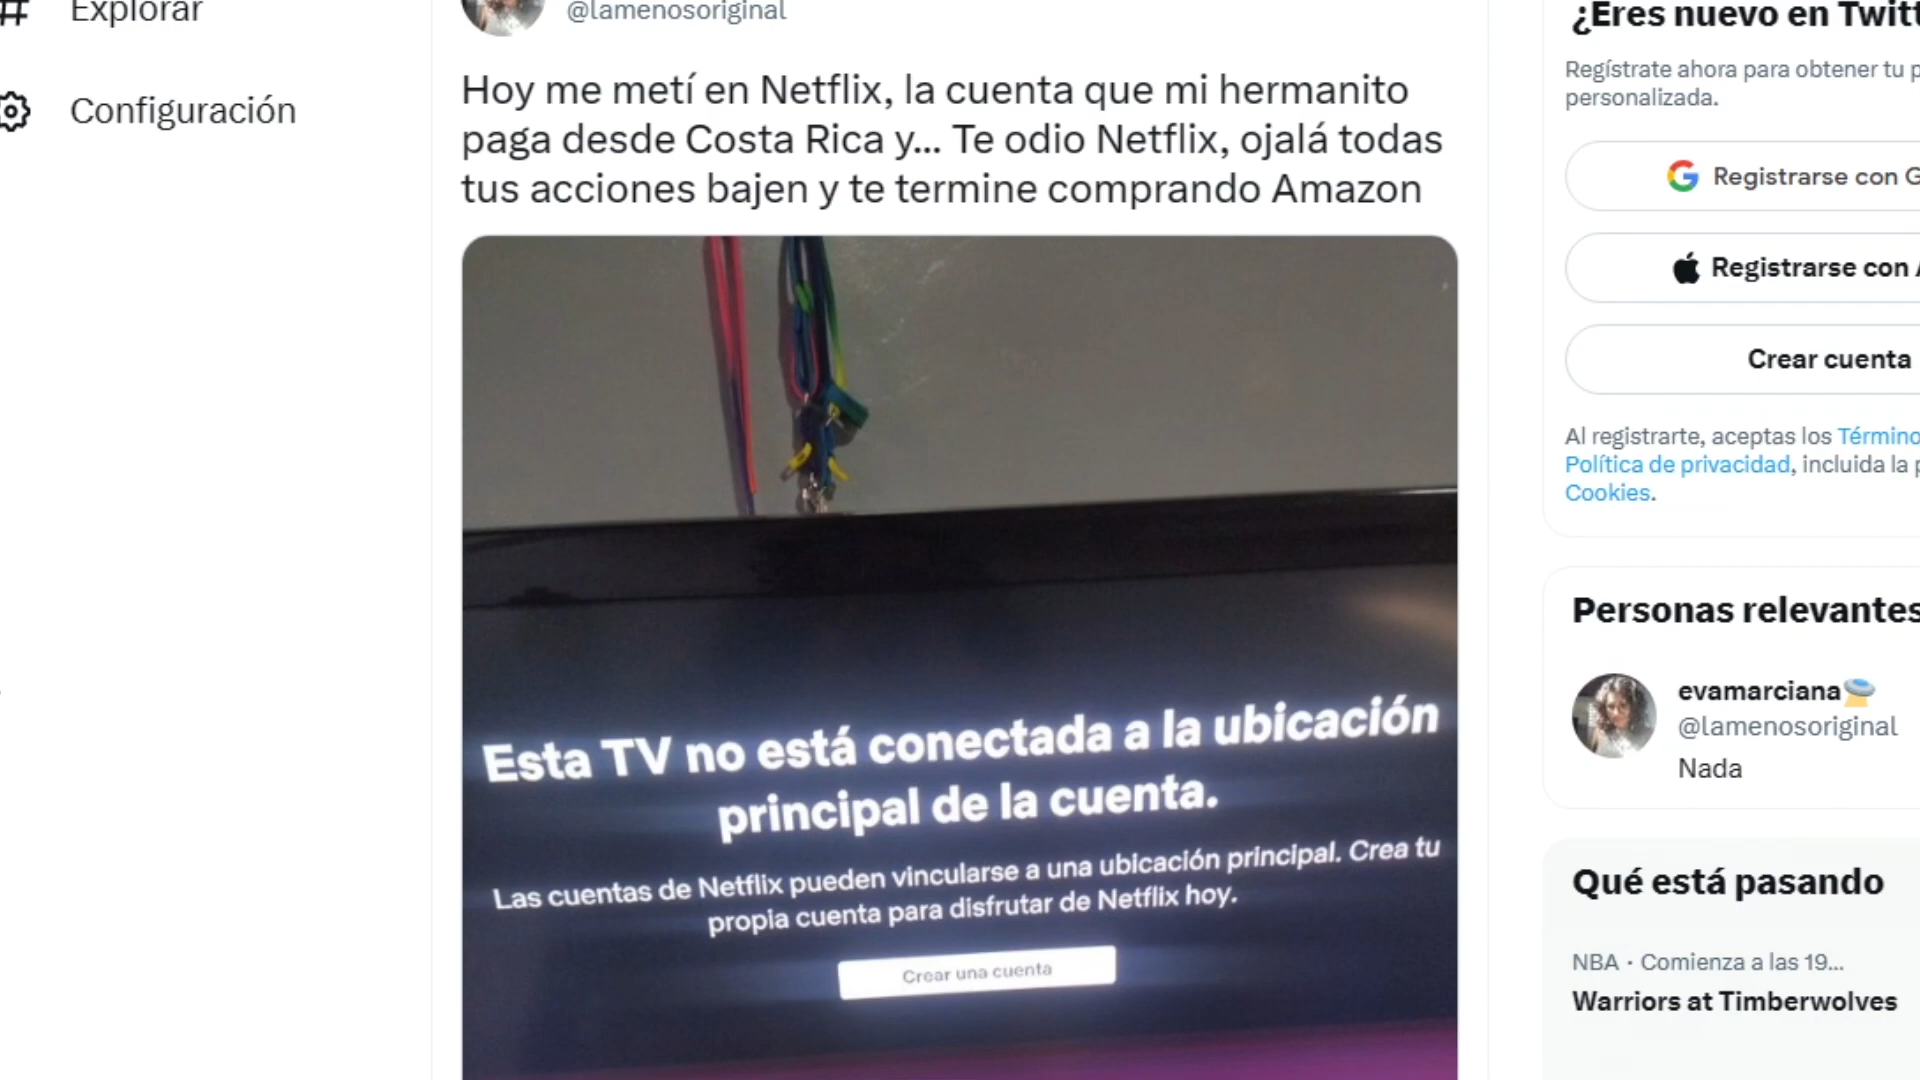 Explorar
Configuración
@lamenosoriginal
Hoy me metí en Netflix, la cuenta que mi hermanito
paga desde Costa Rica y... Te odio Netflix, ojalá todas
tus acciones bajen y te termine comprando Amazon
Esta TV no está conectada a la ubicación
principal de la cuenta.
Las cuentas de Netflix pueden vincularse a una ubicación principal. Crea tu
propia cuenta para disfrutar de Netflix hoy.
Crear una cuenta
¿Eres nuevo en Twitt
Regístrate ahora para obtener tu p
personalizada.
Registrarse con G
Registrarse con A
Crear cuenta
Al registrarte, aceptas los Término
Política de privacidad, incluida la p
Cookies.
Personas relevantes
evamarciana
@lamenosoriginal
Nada
Qué está pasando
NBA · Comienza a las 19...
Warriors at Timberwolves